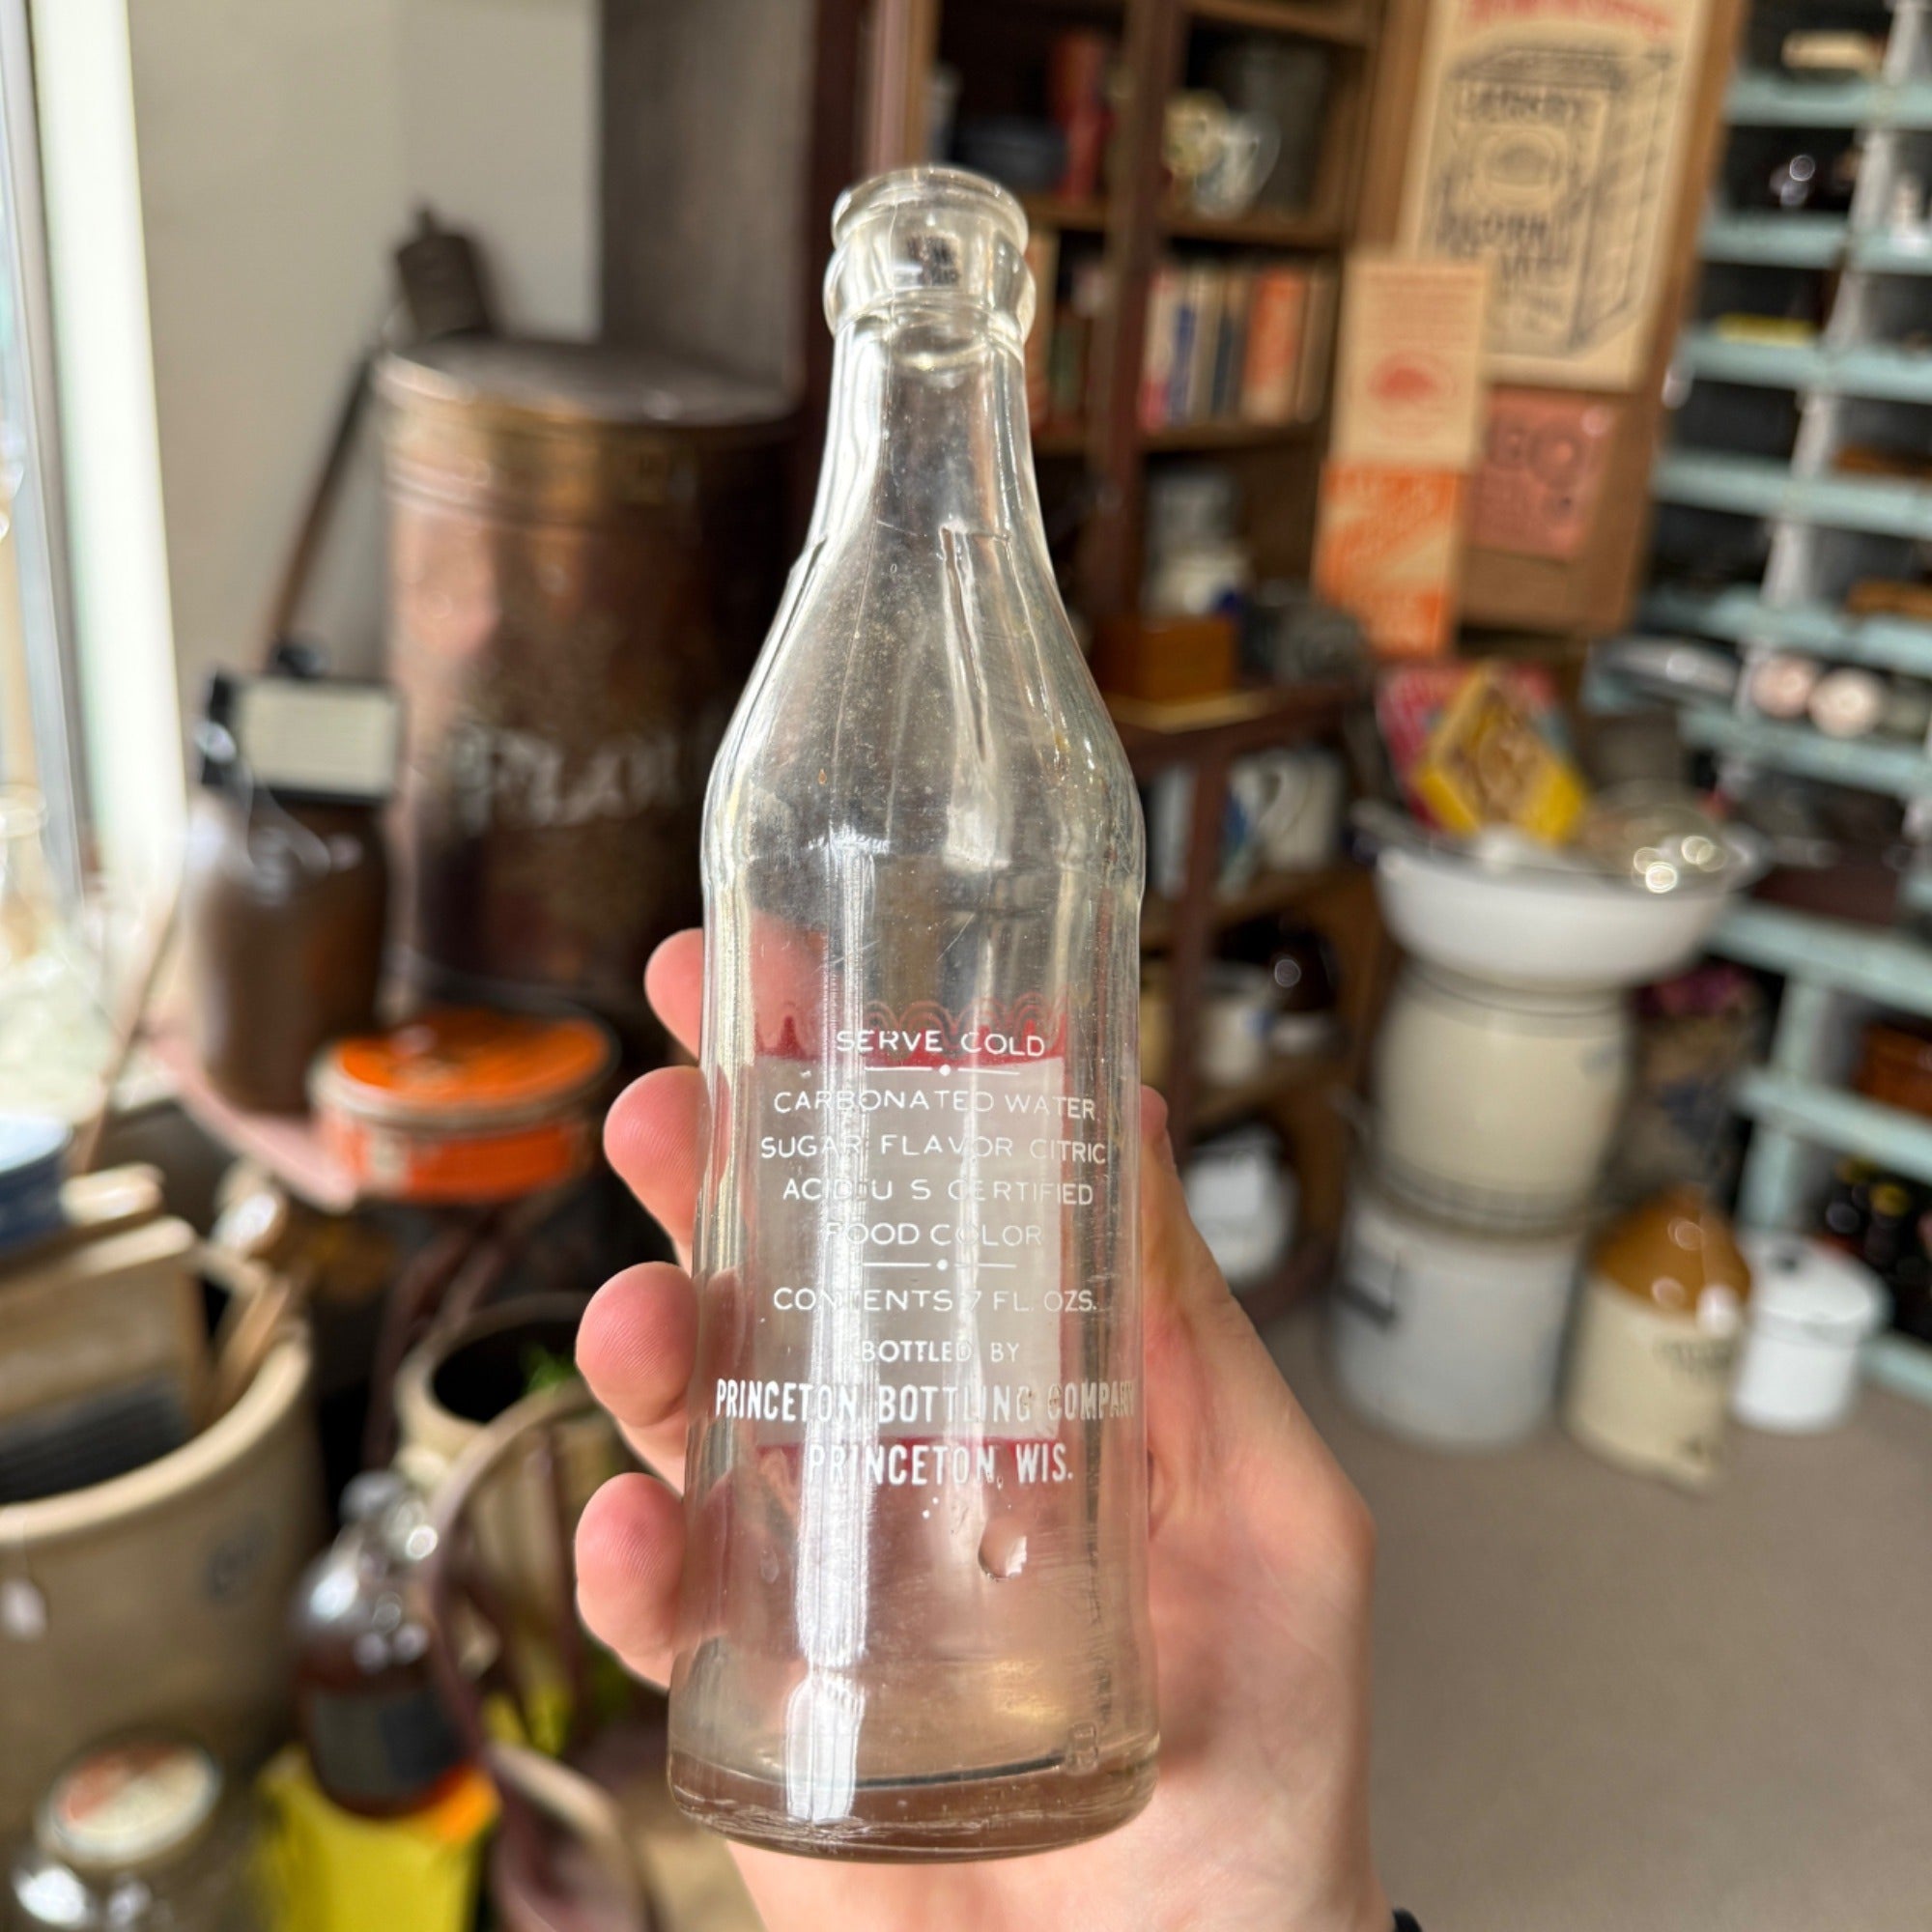 SERVE COLD
CARBONATED WATER,
SUGAR FLAVOR CITRIC
ACID U S CERTIFIED
FOOD COLOR
CONTENTS 7 FL. OZS.
BOTTLED BY
PRINCETON BOTTLING COMPANY
PRINCETON, WIS.